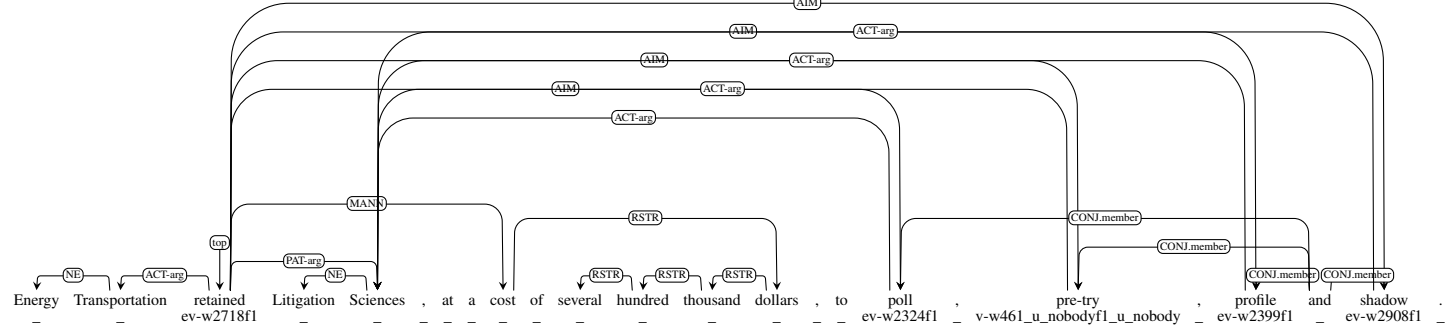 AIM
AIM ACT-arg
AIM ACT-arg
AIM ACT-arg
ACT-arg
MANN
RSTR CONJ.member
top
CONJ.member
PAT-arg
NE ACT-arg NE RSTR RSTR RSTR CONJ.member CONJ.member
Energy Transportation retained Litigation Sciences , at a cost of several hundred thousand dollars , to poll , pre-try , profile and shadow .
_ _ ev-w2718f1 _ _ _ _ _ _ _ _ _ _ _ _ _ ev-w2324f1 _ v-w461_u_nobodyf1_u_nobody _ ev-w2399f1 _ ev-w2908f1 _